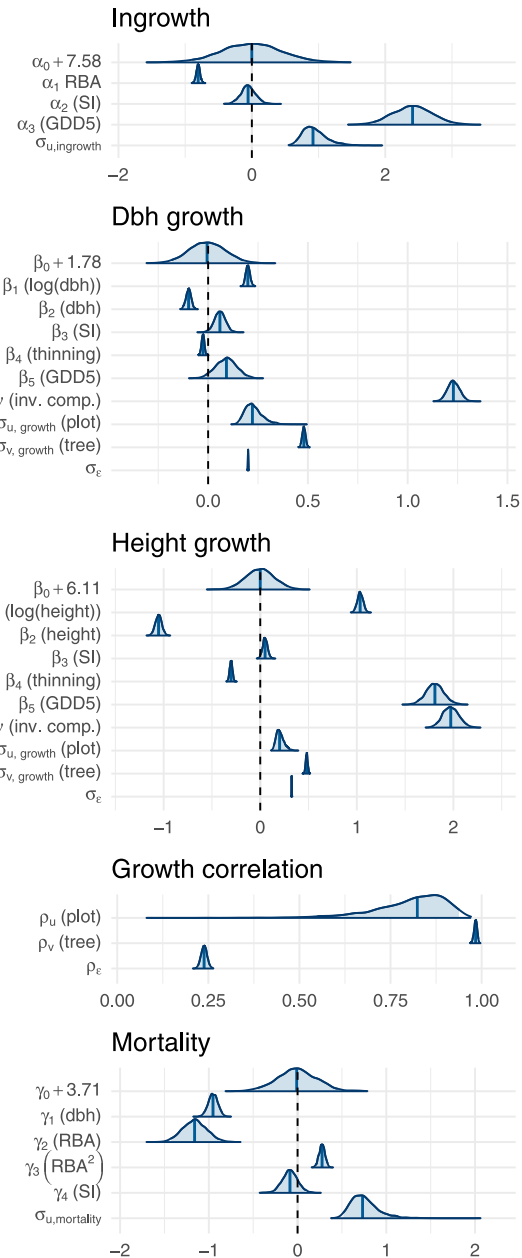 Ingrowth
α0 + 7.58
α1 RBA
α2 (SI)
α3 (GDD5)
σu,ingrowth
−2 0 2
Dbh growth
β0 + 1.78
β1 (log(dbh))
β2 (dbh)
β3 (SI)
β4 (thinning)
β5 (GDD5)
(inv. comp.)
σu, growth (plot)
σv, growth (tree)
σε
0.0 0.5 1.0 1.5
Height growth
β0 + 6.11
(log(height))
β2 (height)
β3 (SI)
β4 (thinning)
β5 (GDD5)
(inv. comp.)
σu, growth (plot)
σv, growth (tree)
σε
−1 0 1 2
Growth correlation
ρu (plot)
ρv (tree)
ρε
0.00 0.25 0.50 0.75 1.00
Mortality
γ0 + 3.71
γ1 (dbh)
γ2 (RBA)
γ3 (RBA²)
γ4 (SI)
σu,mortality
−2 −1 0 1 2